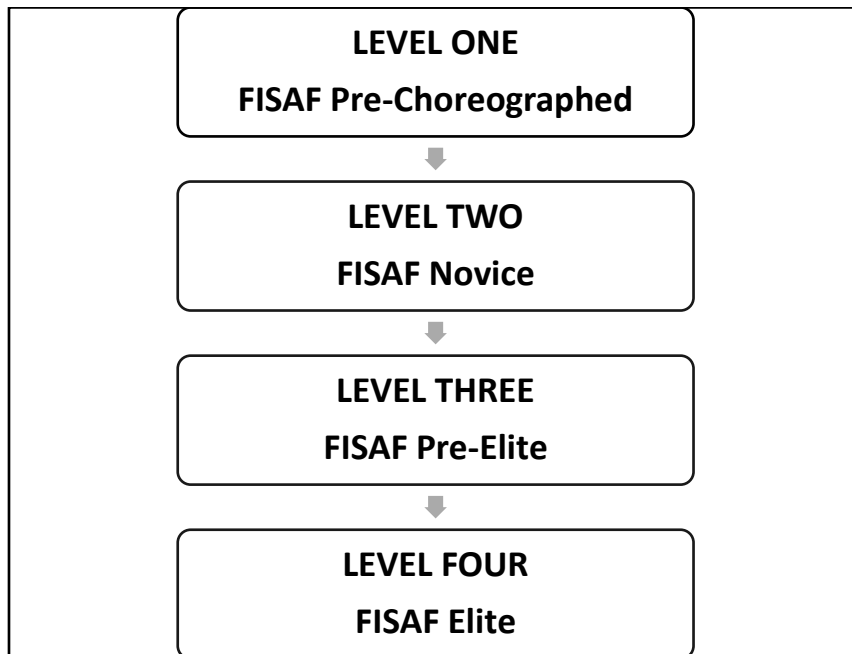 LEVEL ONE
FISAF Pre-Choreographed
LEVEL TWO
FISAF Novice
LEVEL THREE
FISAF Pre-Elite
LEVEL FOUR
FISAF Elite